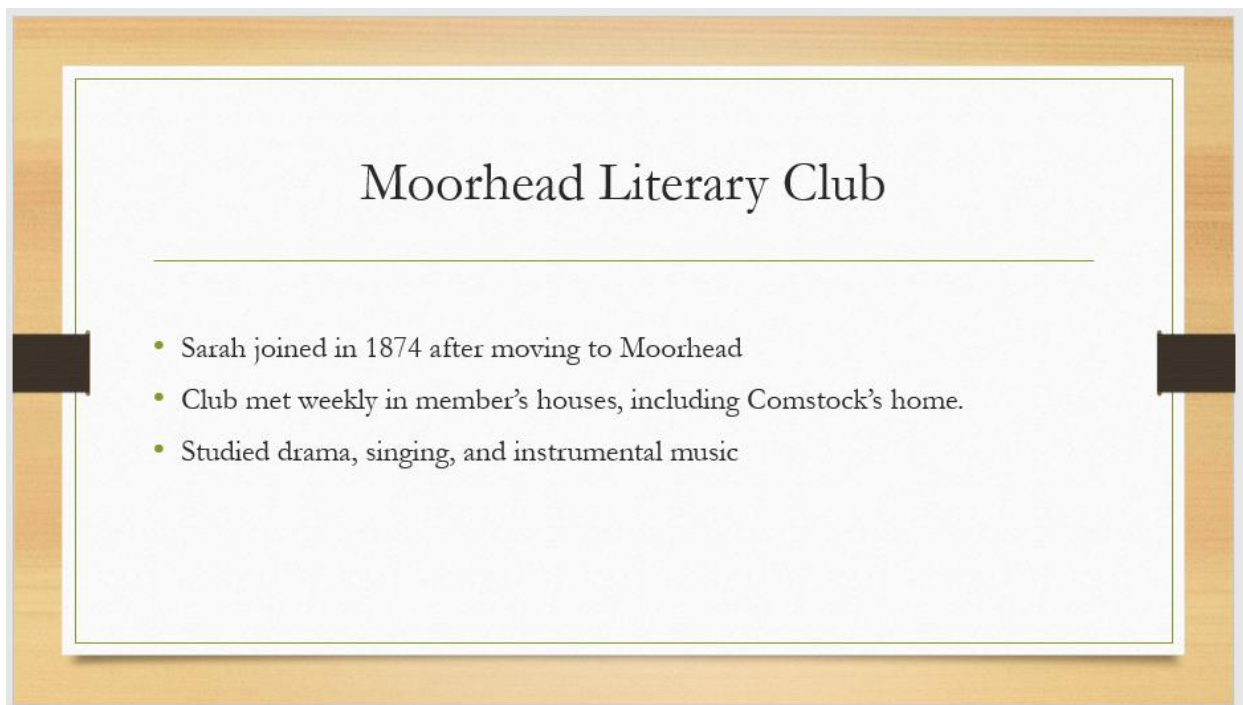 Moorhead Literary Club
• Sarah joined in 1874 after moving to Moorhead
• Club met weekly in member’s houses, including Comstock’s home.
• Studied drama, singing, and instrumental music